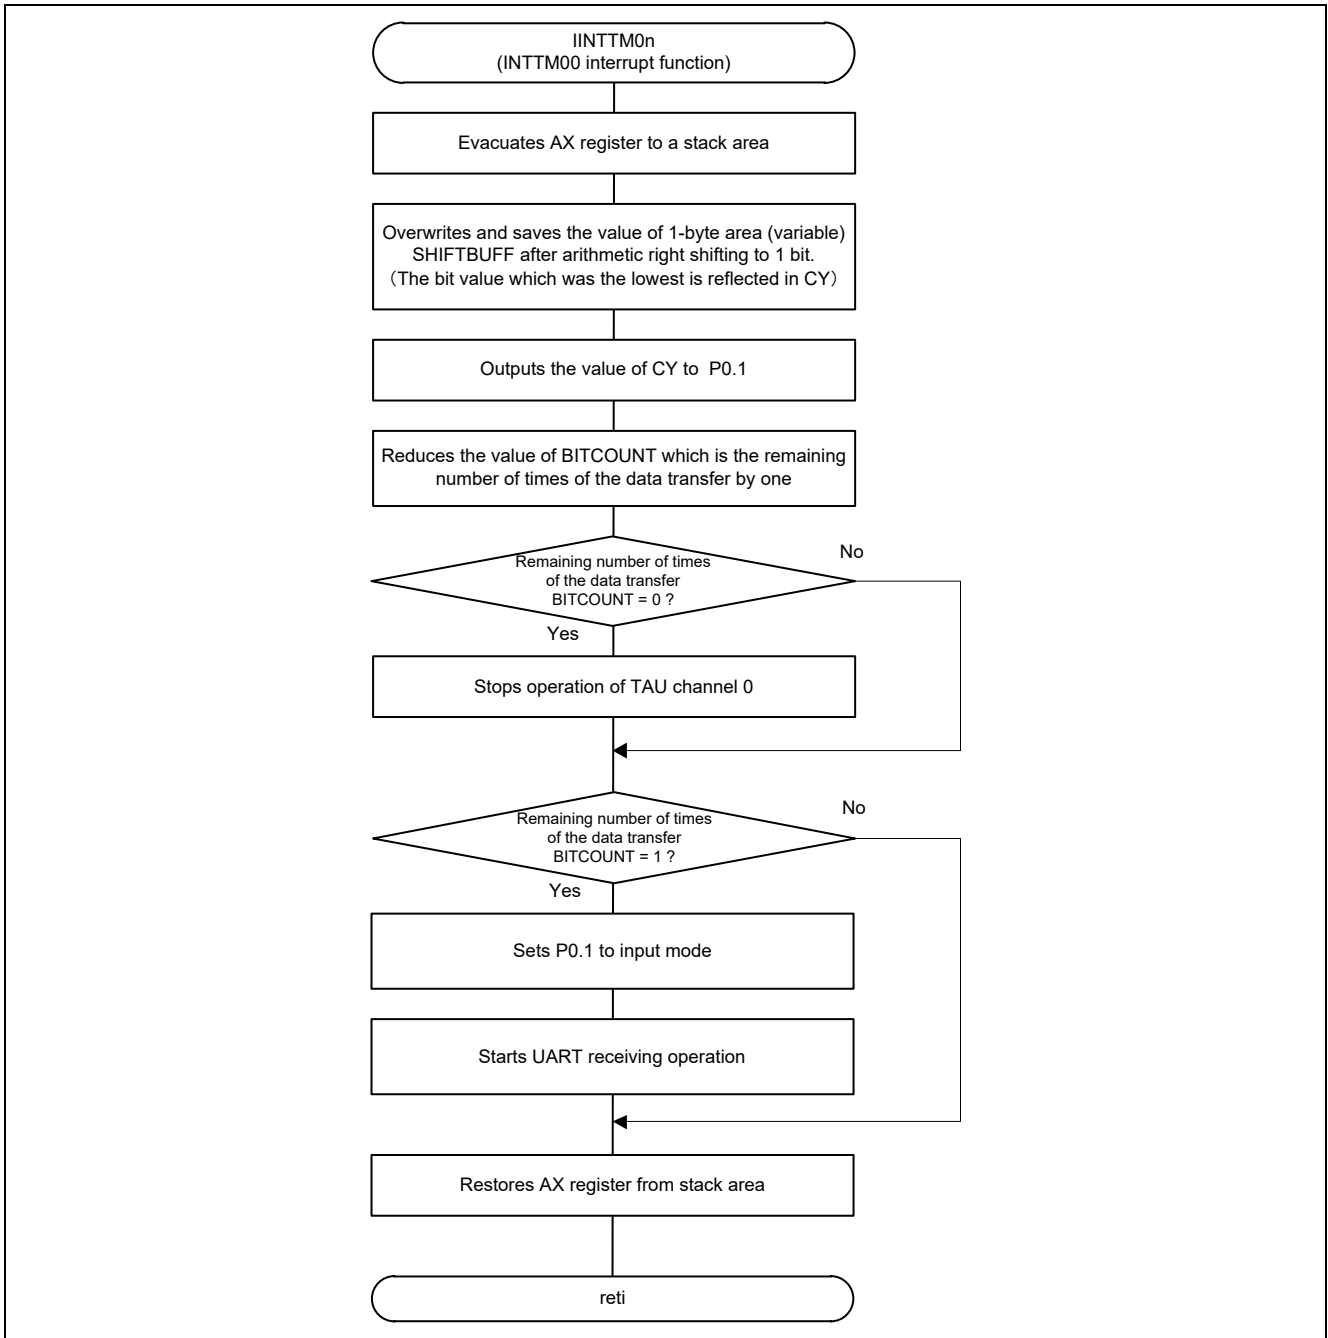 IINTTM0n
(INTTM00 interrupt function)
Evacuates AX register to a stack area
Overwrites and saves the value of 1-byte area (variable)
SHIFTBUFF after arithmetic right shifting to 1 bit.
（The bit value which was the lowest is reflected in CY）
Outputs the value of CY to P0.1
Reduces the value of BITCOUNT which is the remaining
number of times of the data transfer by one
Remaining number of times
of the data transfer
BITCOUNT = 0 ?
No
Yes
Stops operation of TAU channel 0
Remaining number of times
of the data transfer
BITCOUNT = 1 ?
No
Yes
Sets P0.1 to input mode
Starts UART receiving operation
Restores AX register from stack area
reti